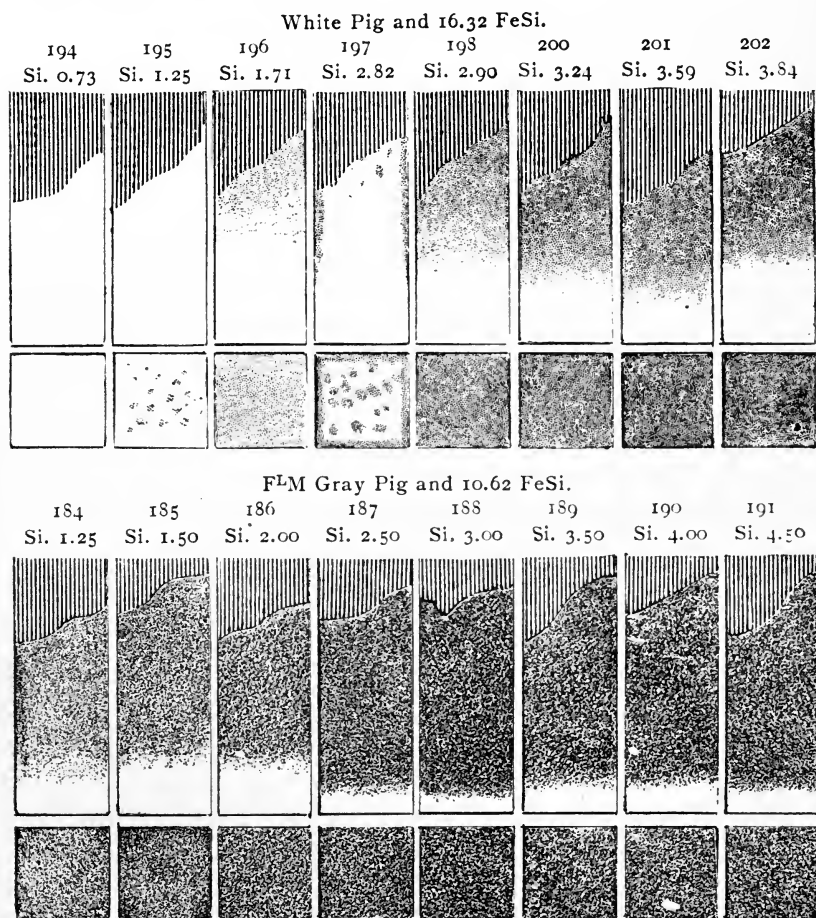 White Pig and 16.32 FeSi.
194 195 196 197 198 200 201 202
Si. 0.73 Si. 1.25 Si. 1.71 Si. 2.82 Si. 2.90 Si. 3.24 Si. 3.59 Si. 3.84
FLM Gray Pig and 10.62 FeSi.
184 185 186 187 188 189 190 191
Si. 1.25 Si. 1.50 Si. 2.00 Si. 2.50 Si. 3.00 Si. 3.50 Si. 4.00 Si. 4.50